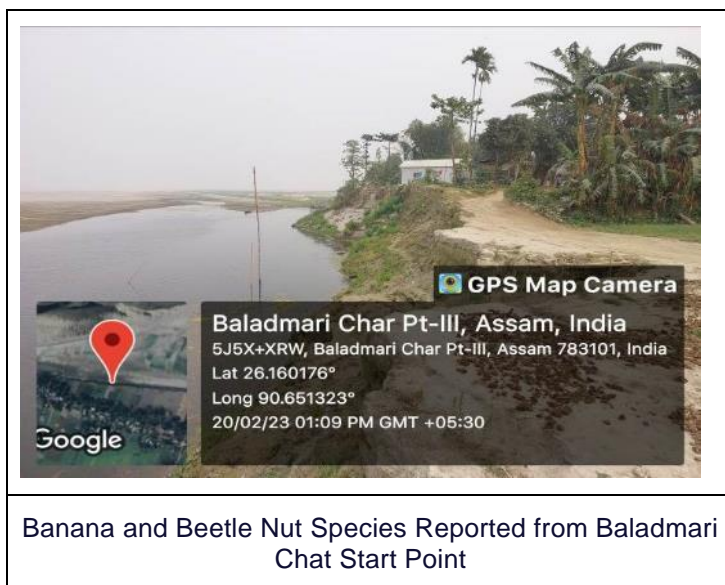 GPS Map Camera
Baladmari Char Pt-III, Assam, India
5J5X+XRW, Baladmari Char Pt-III, Assam 783101, India
Lat 26.160176°
Long 90.651323°
20/02/23 01:09 PM GMT +05:30
Google
Banana and Beetle Nut Species Reported from Baladmari
Chat Start Point